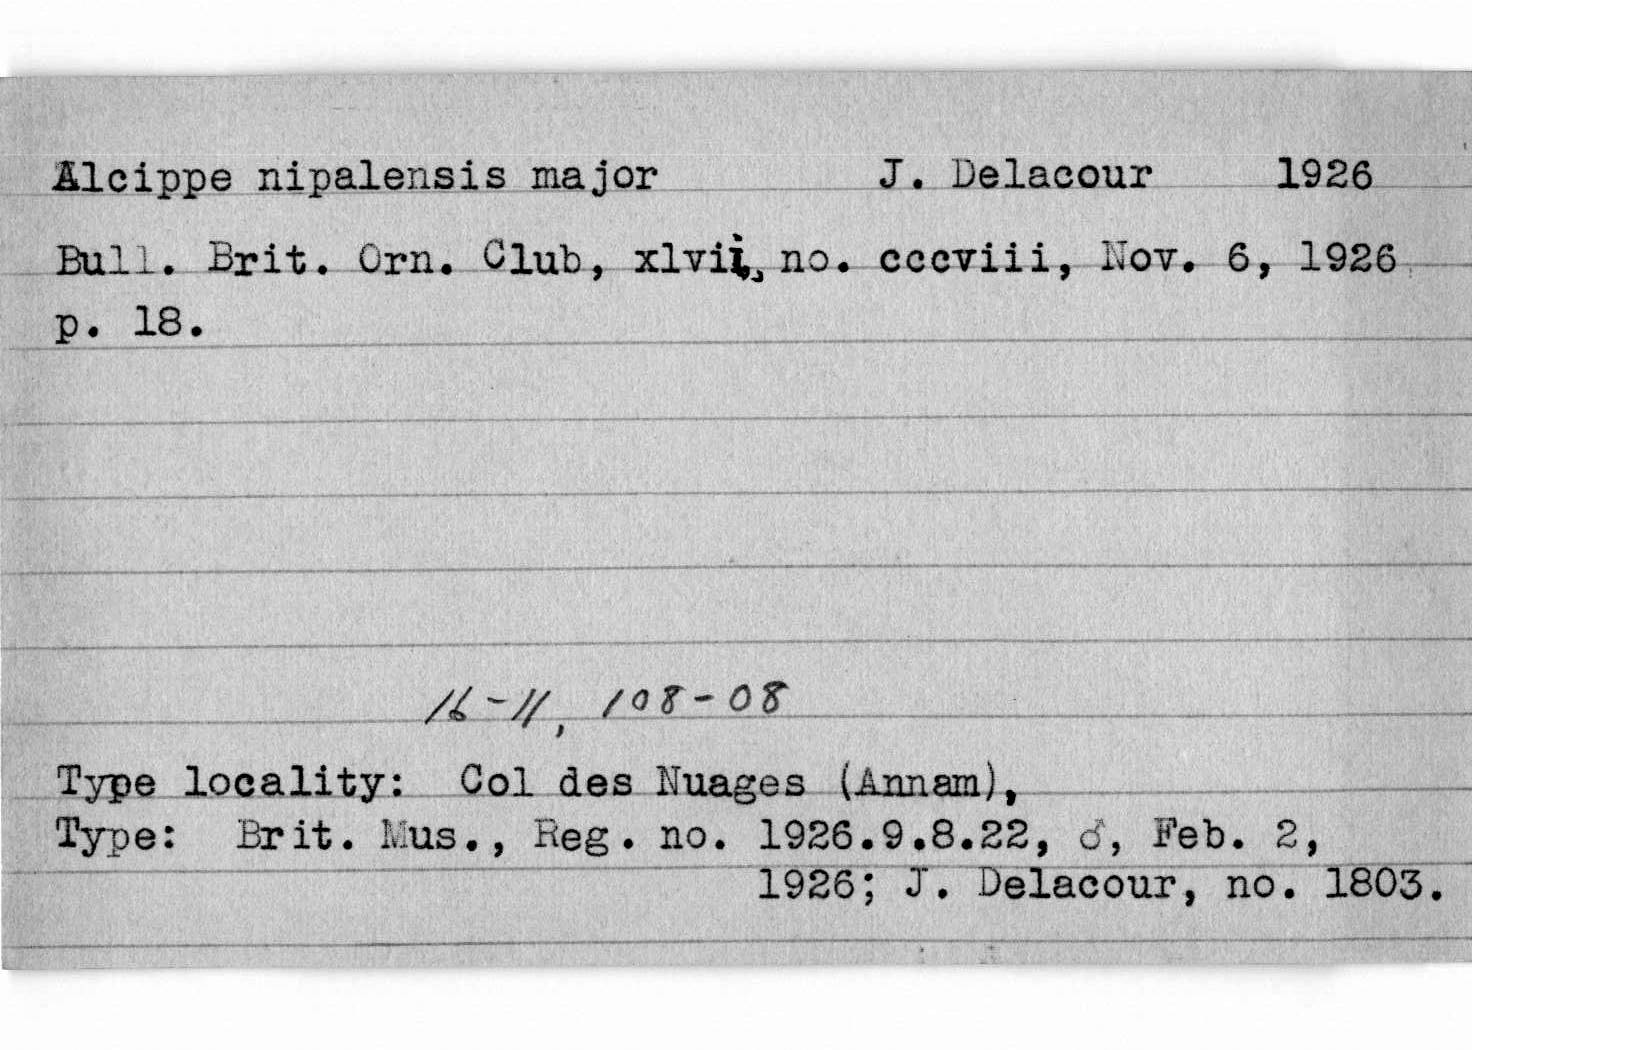 Alcippe nipalensis major J. Delacour 1926
Bull. Brit. Orn. Club, xlvii, no. cccviii, Nov. 6, 1926,
p. 18.
16-11, 108-08
Type locality: Col des Nuages (Annam),
Type: Brit. Mus., Reg. no. 1926.9.8.22, ♂, Feb. 2,
1926; J. Delacour, no. 1803.